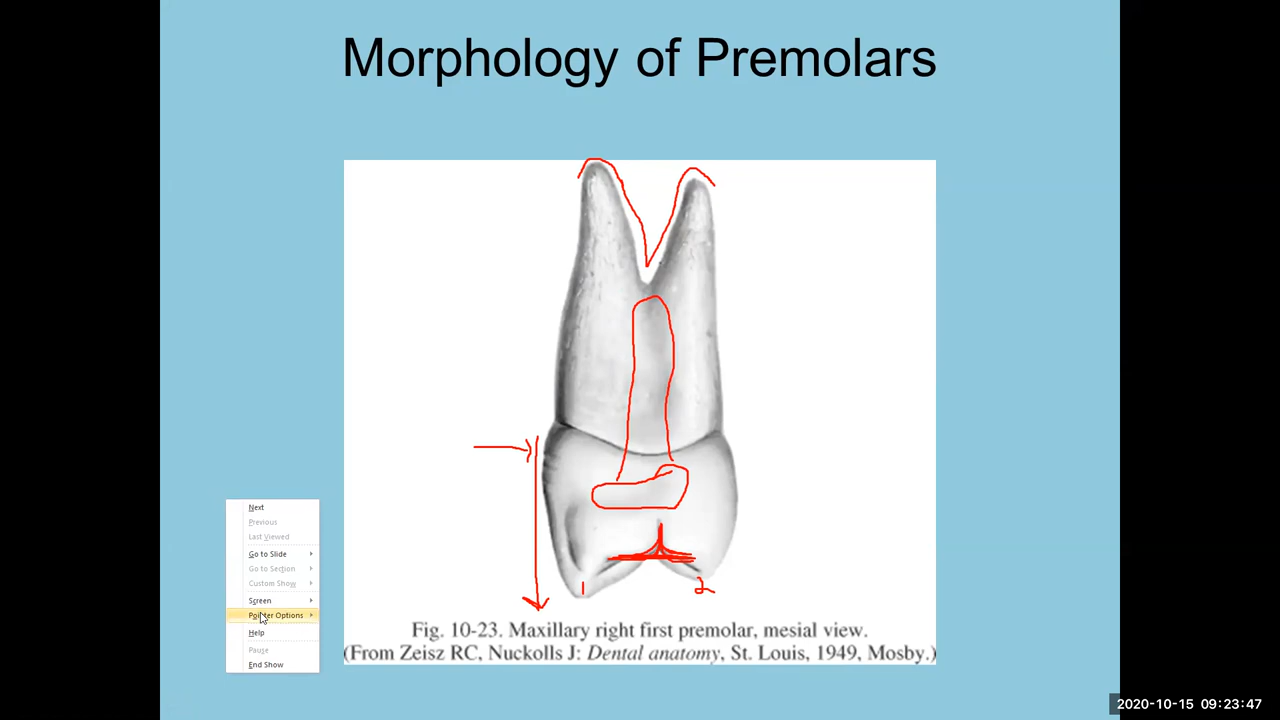 Morphology of Premolars
Next
Previous
Last Viewed
Go to Slide
Go to Section
Custom Show
Screen
Pointer Options
Help
Pause
End Show
1
2
Fig. 10-23. Maxillary right first premolar, mesial view.
(From Zeisz RC, Nuckolls J: Dental anatomy, St. Louis, 1949, Mosby.)
2020-10-15 09:23:47